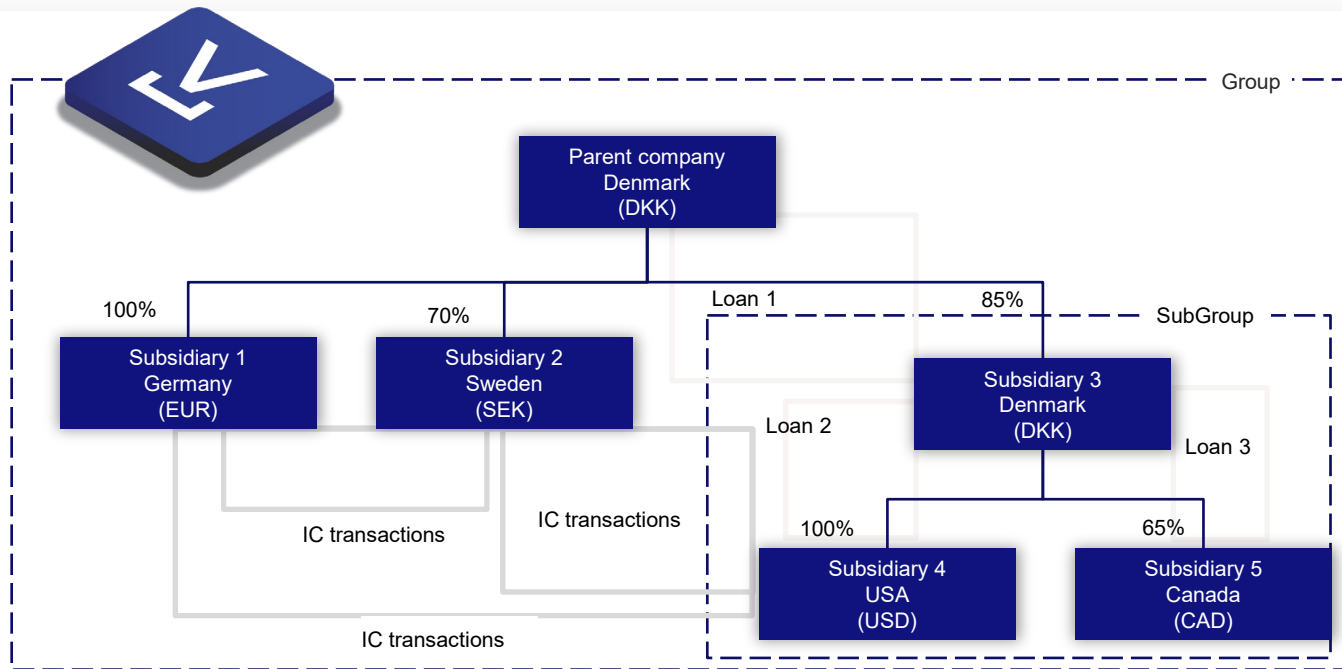 Group
Parent company
Denmark
(DKK)
100%
70%
Loan 1
85%
SubGroup
Subsidiary 1
Germany
(EUR)
Subsidiary 2
Sweden
(SEK)
Subsidiary 3
Denmark
(DKK)
Loan 2
Loan 3
IC transactions
IC transactions
100%
65%
Subsidiary 4
USA
(USD)
Subsidiary 5
Canada
(CAD)
IC transactions